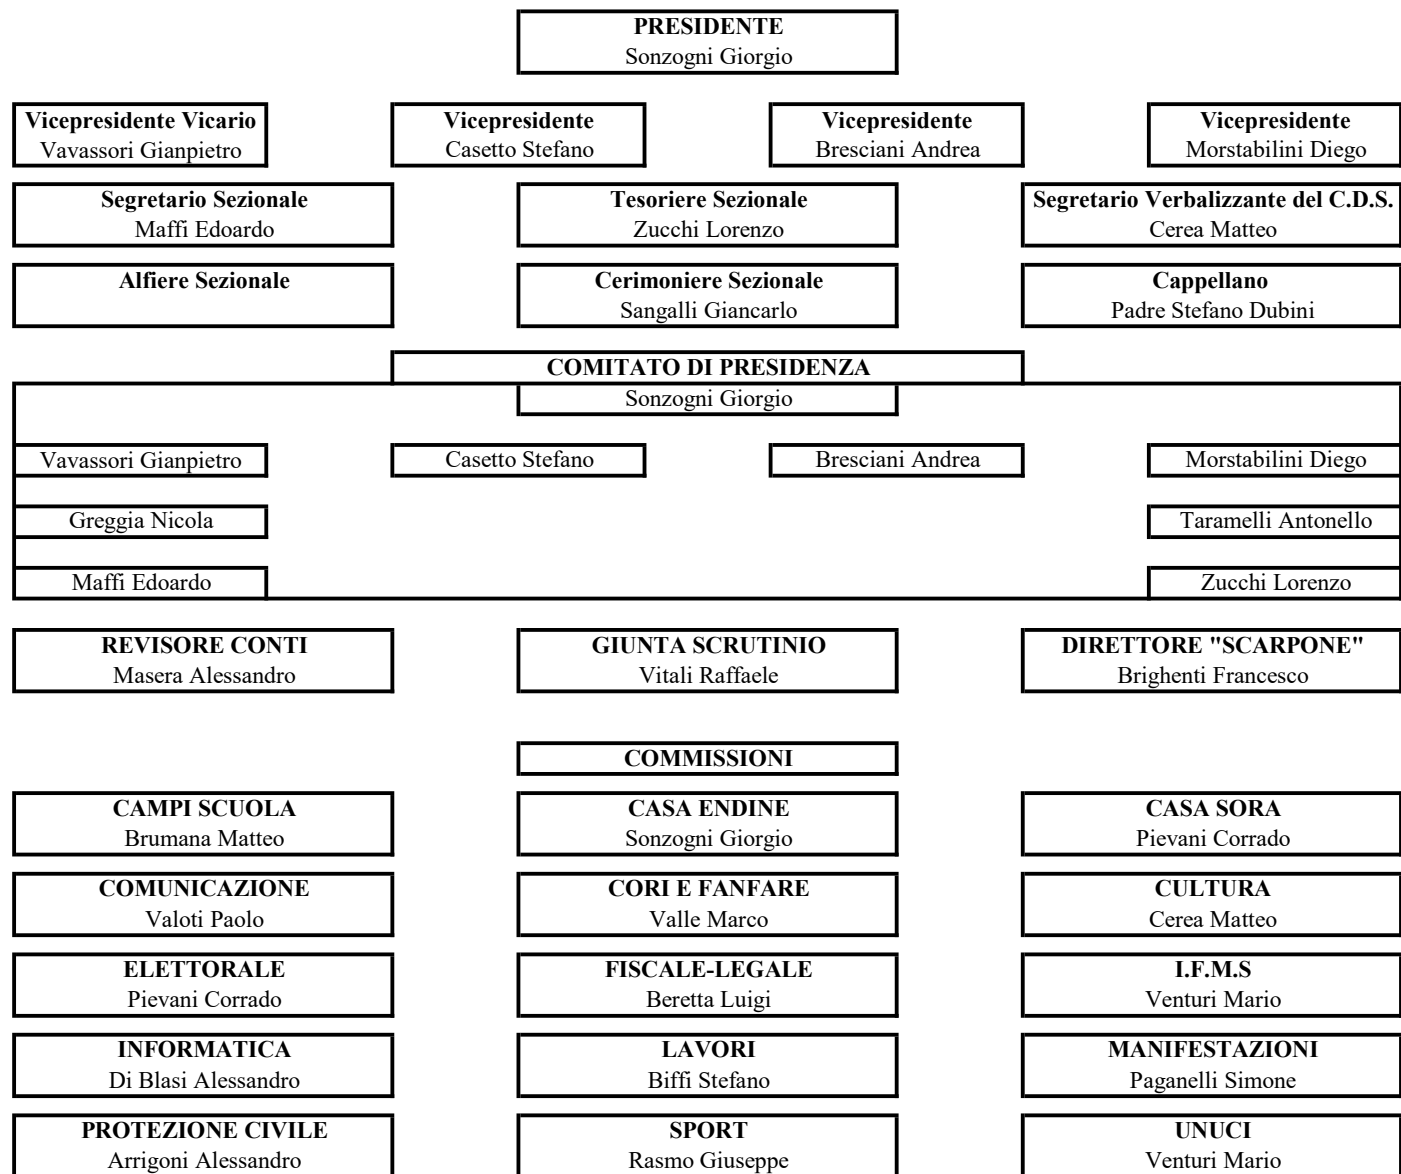 PRESIDENTE
Sonzogni Giorgio
Vicepresidente Vicario
Vavassori Gianpietro
Vicepresidente
Casetto Stefano
Vicepresidente
Bresciani Andrea
Vicepresidente
Morstabilini Diego
Segretario Sezionale
Maffi Edoardo
Tesoriere Sezionale
Zucchi Lorenzo
Segretario Verbalizzante del C.D.S.
Cerea Matteo
Alfiere Sezionale
Cerimoniere Sezionale
Sangalli Giancarlo
Cappellano
Padre Stefano Dubini
COMITATO DI PRESIDENZA
Sonzogni Giorgio
Vavassori Gianpietro
Casetto Stefano
Bresciani Andrea
Morstabilini Diego
Greggia Nicola
Taramelli Antonello
Maffi Edoardo
Zucchi Lorenzo
REVISORE CONTI
Masera Alessandro
GIUNTA SCRUTINIO
Vitali Raffaele
DIRETTORE "SCARPONE"
Brighenti Francesco
COMMISSIONI
CAMPI SCUOLA
Brumana Matteo
CASA ENDINE
Sonzogni Giorgio
CASA SORA
Pievani Corrado
COMUNICAZIONE
Valoti Paolo
CORI E FANFARE
Valle Marco
CULTURA
Cerea Matteo
ELETTORALE
Pievani Corrado
FISCALE-LEGALE
Beretta Luigi
I.F.M.S
Venturi Mario
INFORMATICA
Di Blasi Alessandro
LAVORI
Biffi Stefano
MANIFESTAZIONI
Paganelli Simone
PROTEZIONE CIVILE
Arrigoni Alessandro
SPORT
Rasmo Giuseppe
UNUCI
Venturi Mario